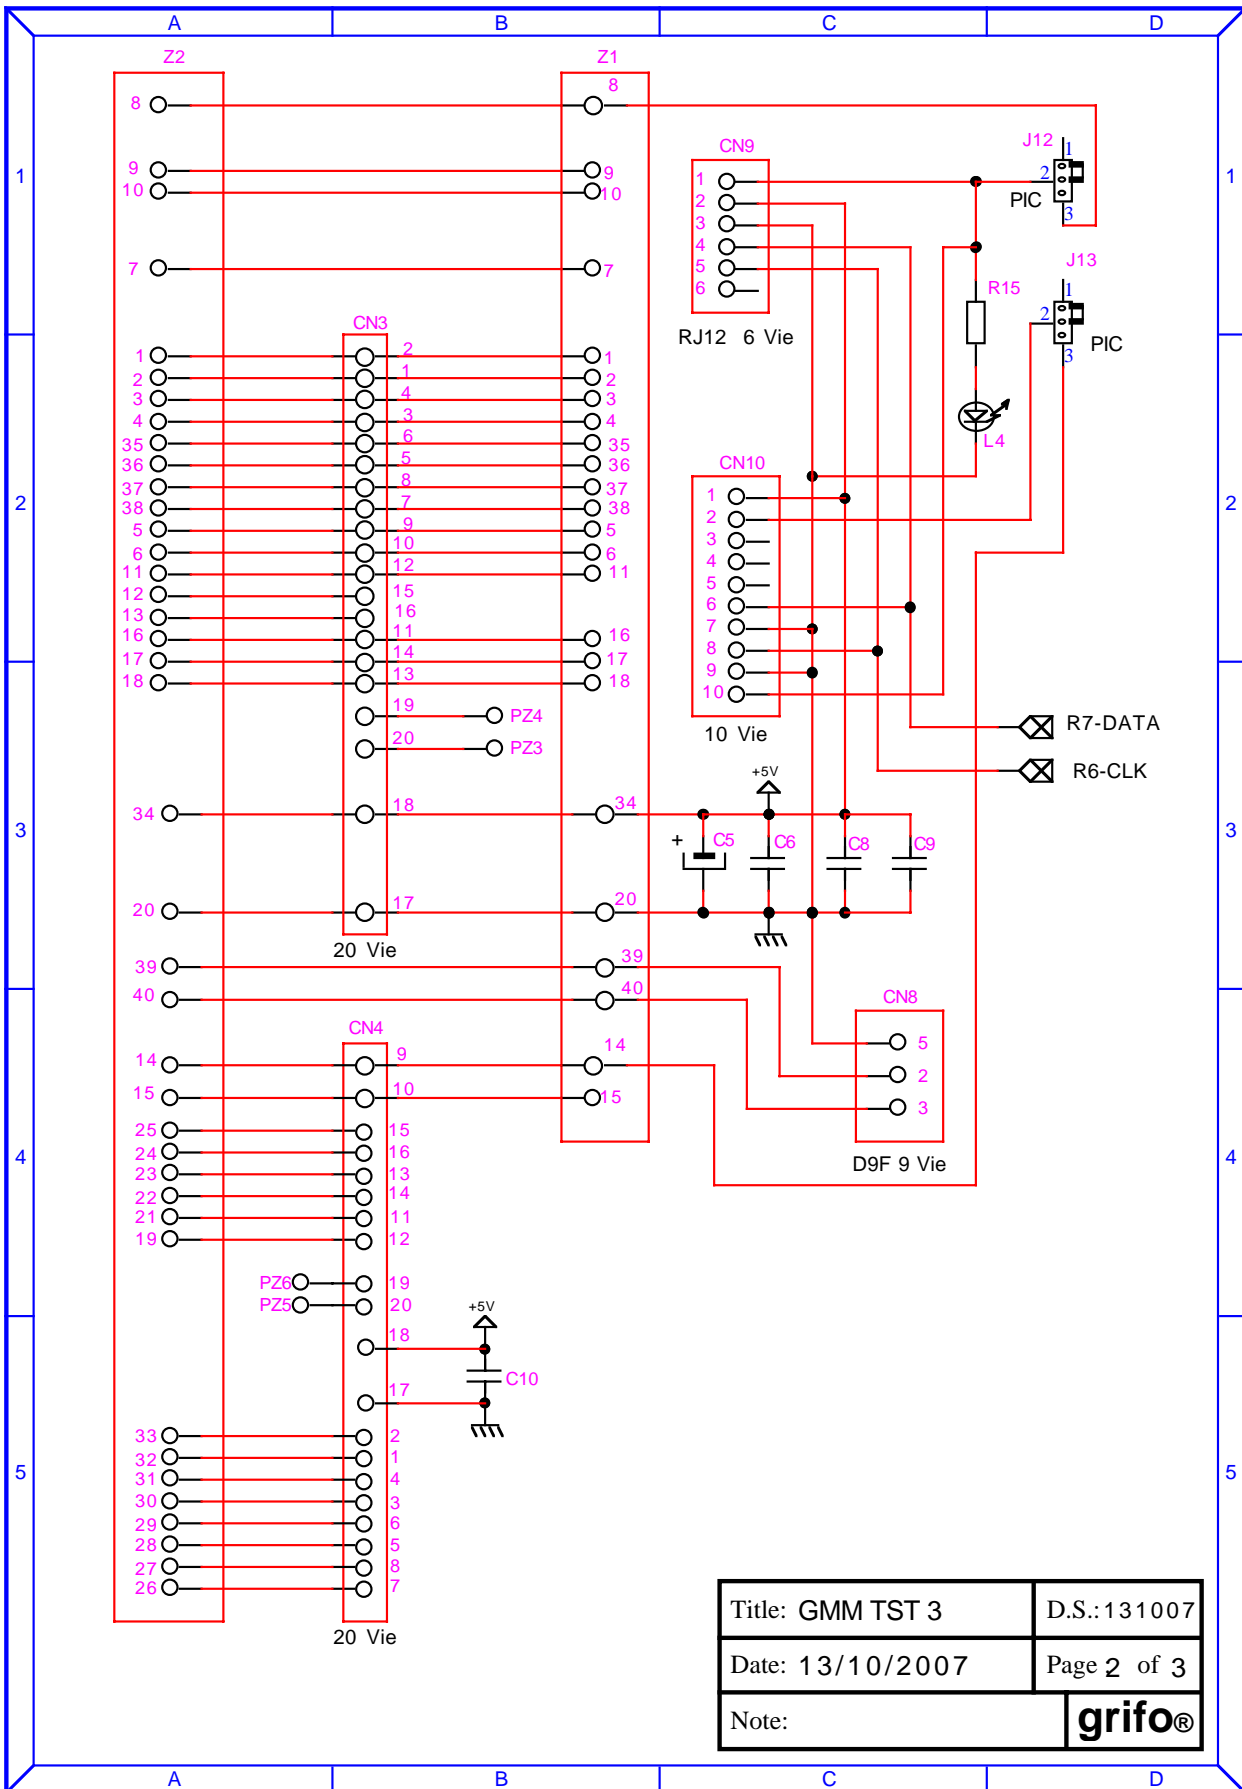 A B C D
Z2 Z1
8 8
CN9 J12
1 1 1
9 9 1 2
10 10 2 PIC
3 3
4
7 7 5 J13
6 R15 1
CN3 2
RJ12 6 Vie PIC
3
1 2 1
2 1 2
3 4 3
4 3 4
35 6 35 L4
36 5 36 CN10
37 8 37 1
2 38 7 38 2 2
5 9 5 3
6 10 6 4
11 12 11 5
12 15 6
13 16 7
16 11 16 8
17 14 17 9
18 13 18 10
19 PZ4 10 Vie R7-DATA
20 PZ3
+5V R6-CLK
34 18 34
3 + C5 C6 C8 C9 3
20 17 20
20 Vie
39 39
40 40 CN8
CN4
14 9 14 5
15 10 15 2
3
25 15
4 24 16 D9F 9 Vie 4
23 13
22 14
21 11
19 12
PZ6 19
PZ5 20 +5V
18
C10
17
33 2
32 1
5 31 4 5
30 3
29 6
28 5
27 8
26 7
20 Vie
Title: GMM TST 3 D.S.:131007
Date: 13/10/2007 Page 2 of 3
Note: grifo®
A B C D